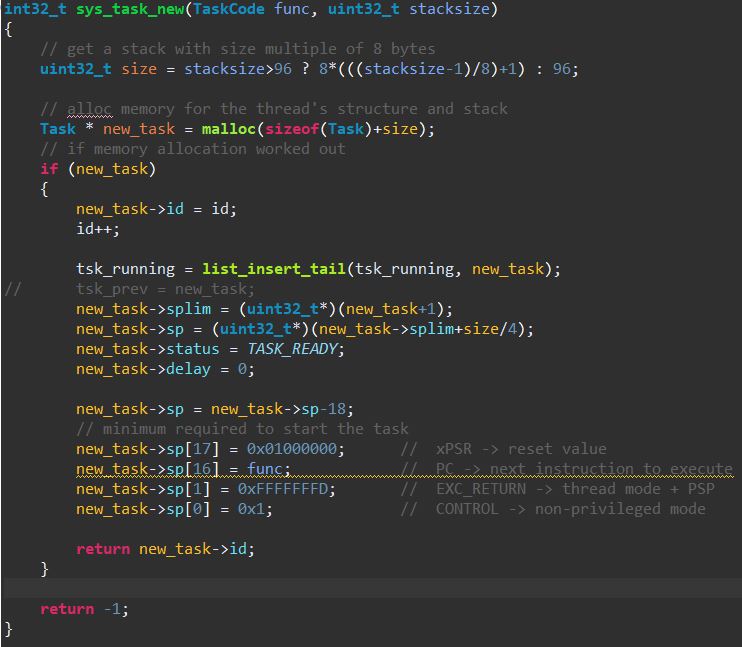 int32_t sys_task_new(TaskCode func, uint32_t stacksize)
{
    // get a stack with size multiple of 8 bytes
    uint32_t size = stacksize>96 ? 8*(((stacksize-1)/8)+1) : 96;

    // alloc memory for the thread's structure and stack
    Task * new_task = malloc(sizeof(Task)+size);
    // if memory allocation worked out
    if (new_task)
    {
        new_task->id = id;
        id++;

        tsk_running = list_insert_tail(tsk_running, new_task);
//      tsk_prev = new_task;
        new_task->splim = (uint32_t*)(new_task+1);
        new_task->sp = (uint32_t*)(new_task->splim+size/4);
        new_task->status = TASK_READY;
        new_task->delay = 0;

        new_task->sp = new_task->sp-18;
        // minimum required to start the task
        new_task->sp[17] = 0x01000000;      //  xPSR -> reset value
        new_task->sp[16] = func;            //  PC -> next instruction to execute
        new_task->sp[1] = 0xFFFFFFFD;       //  EXC_RETURN -> thread mode + PSP
        new_task->sp[0] = 0x1;              //  CONTROL -> non-privileged mode

        return new_task->id;
    }

    return -1;
}